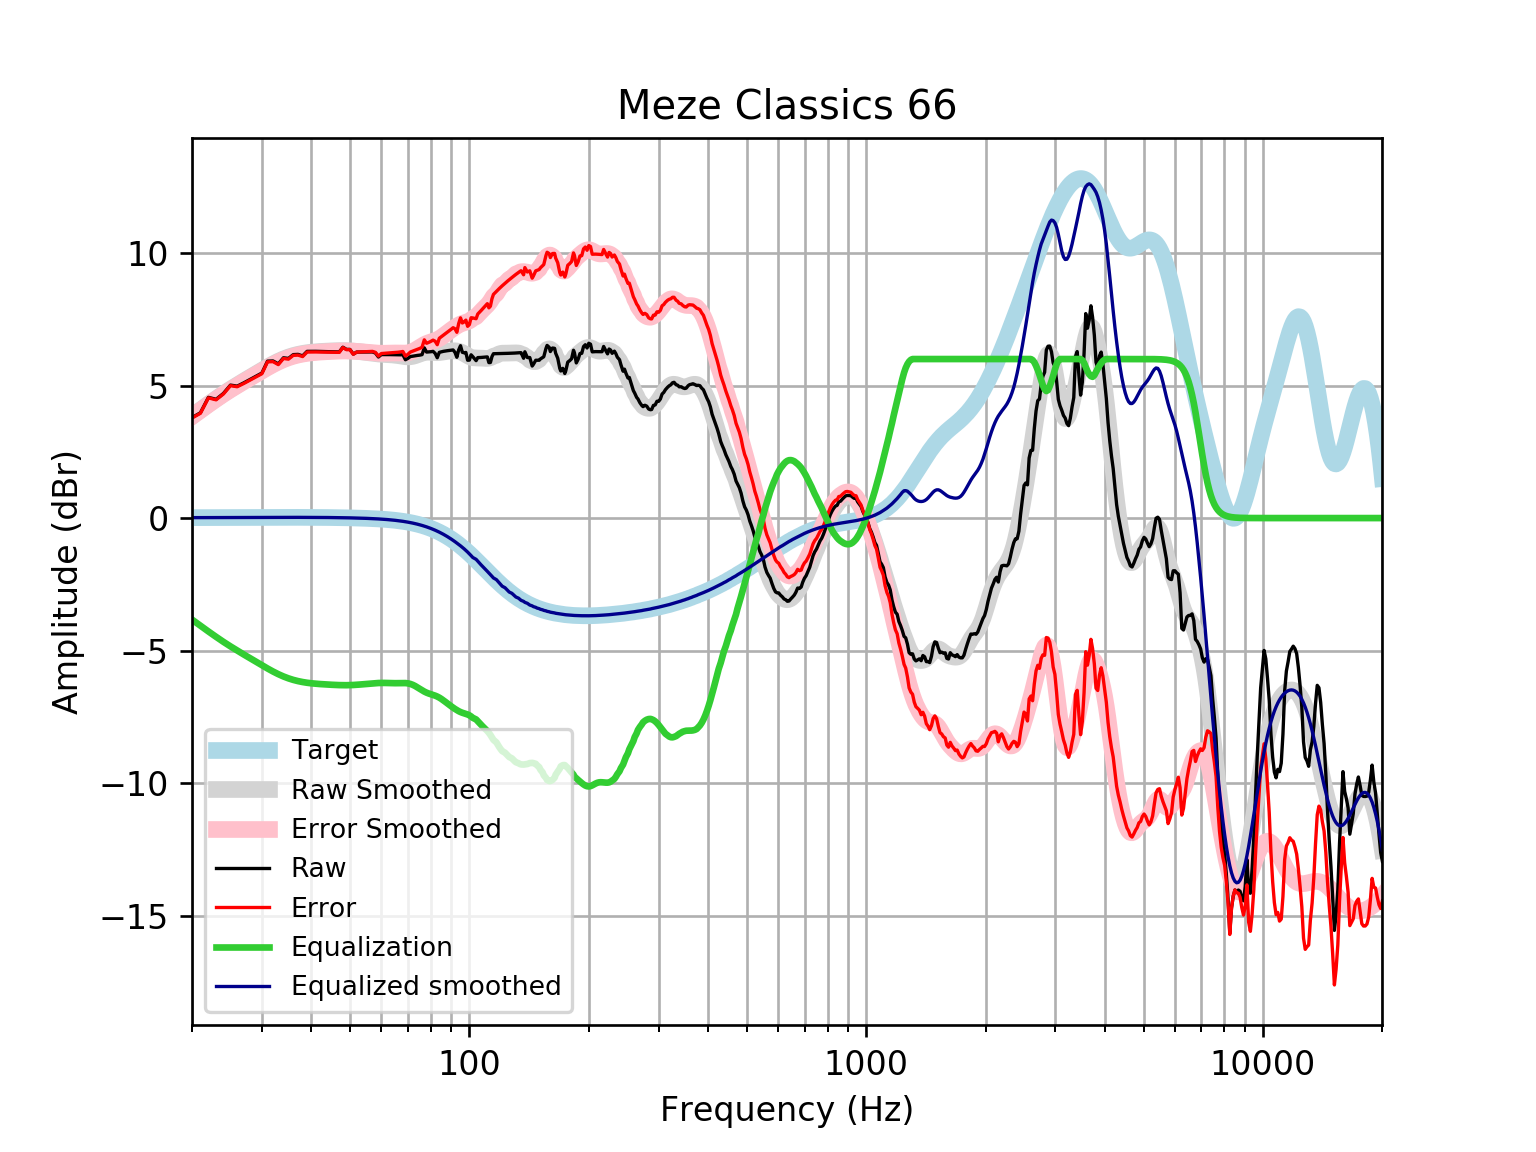 Meze Classics 66
Amplitude (dBr)
10
5
0
−5
−10
−15
Target
Raw Smoothed
Error Smoothed
Raw
Error
Equalization
Equalized smoothed
100
1000
10000
Frequency (Hz)